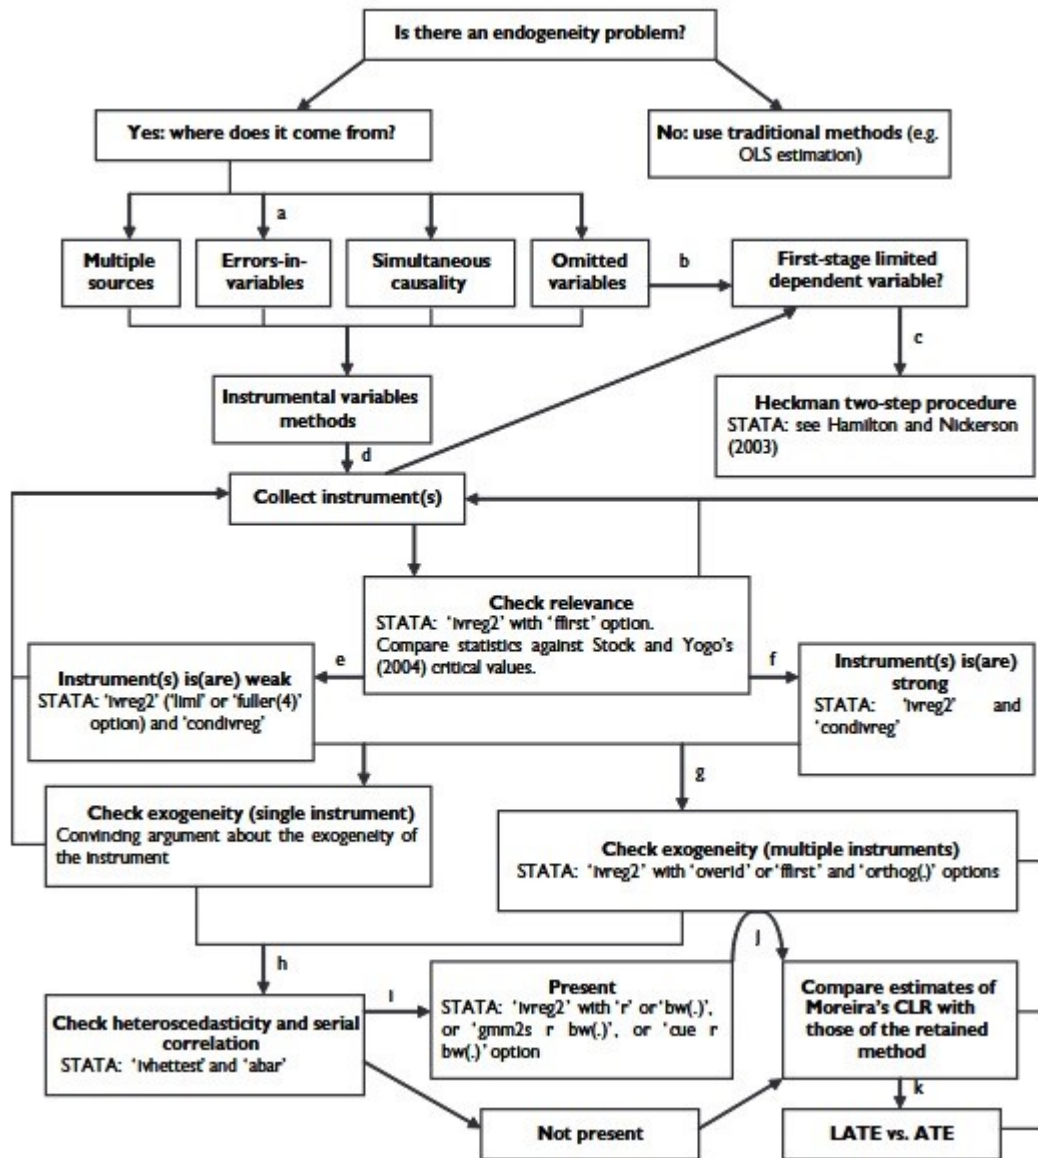 Is there an endogeneity problem?
Yes: where does it come from?
No: use traditional methods (e.g.
OLS estimation)
a
Multiple
sources
Errors-in-
variables
Simultaneous
causality
Omitted
variables
b
First-stage limited
dependent variable?
c
Instrumental variables
methods
Heckman two-step procedure
STATA: see Hamilton and Nickerson
(2003)
d
Collect instrument(s)
Check relevance
STATA: 'ivreg2' with 'ffirst' option.
Compare statistics against Stock and Yogo's
(2004) critical values.
e
f
Instrument(s) is(are) weak
STATA: 'ivreg2' ('liml' or 'fuller(4)'
option) and 'condivreg'
Instrument(s) is(are)
strong
STATA: 'ivreg2' and
'condivreg'
g
Check exogeneity (single instrument)
Convincing argument about the exogeneity of
the instrument
Check exogeneity (multiple instruments)
STATA: 'ivreg2' with 'overid' or 'ffirst' and 'orthog(.)' options
h
i
j
Present
STATA: 'ivreg2' with 'r' or 'bw(.)',
or 'gmm2s r bw(.)', or 'cue r
bw(.)' option
Compare estimates of
Moreira's CLR with
those of the retained
method
Check heteroscedasticity and serial
correlation
STATA: 'ivhettest' and 'abar'
k
Not present
LATE vs. ATE